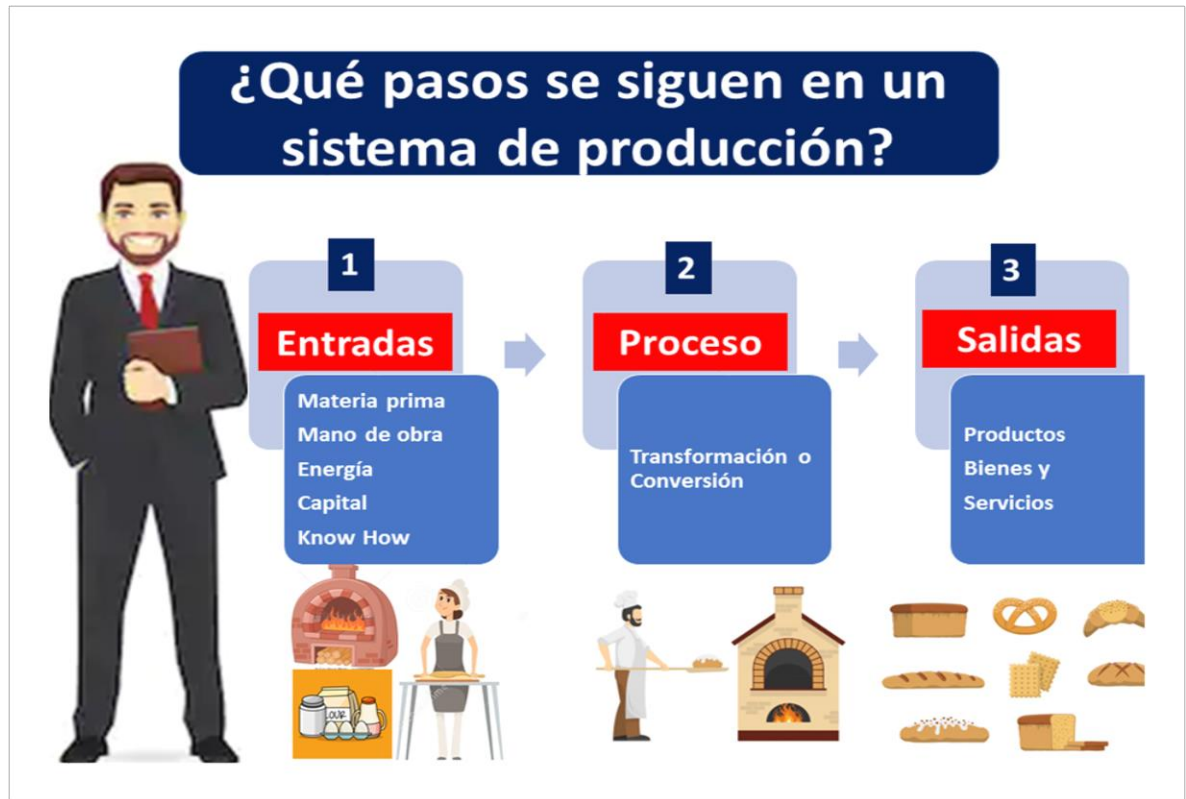 ¿Qué pasos se siguen en un
sistema de producción?
1
Entradas
Materia prima
Mano de obra
Energía
Capital
Know How
2
Proceso
Transformación o
Conversión
3
Salidas
Productos
Bienes y
Servicios
LOUR